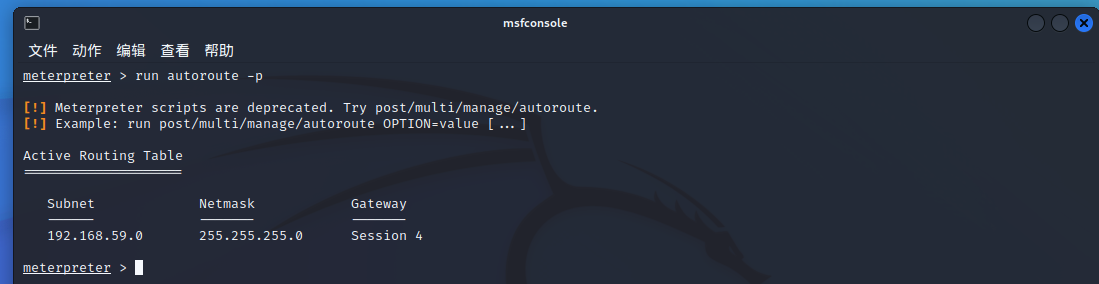 msfconsole
文件 动作 编辑 查看 帮助
meterpreter > run autoroute -p
[!] Meterpreter scripts are deprecated. Try post/multi/manage/autoroute.
[!] Example: run post/multi/manage/autoroute OPTION=value [...]
Active Routing Table
====================
Subnet Netmask Gateway
------ ------- -------
192.168.59.0 255.255.255.0 Session 4
meterpreter >